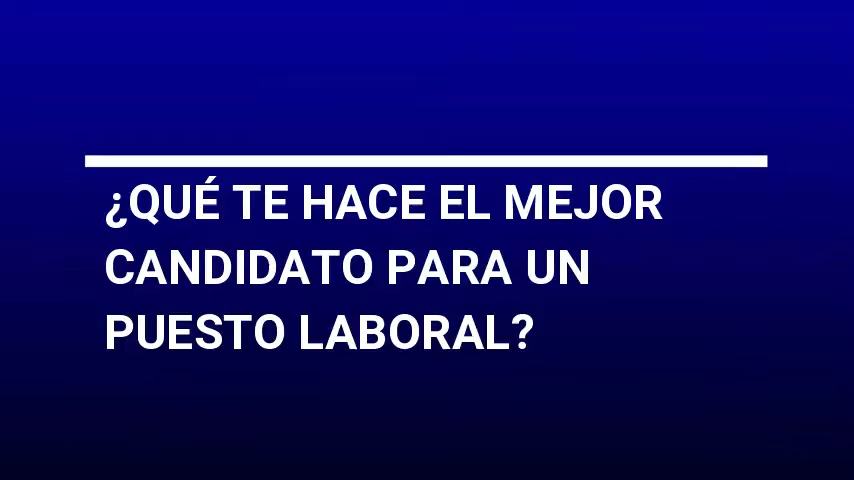 ¿QUÉ TE HACE EL MEJOR
CANDIDATO PARA UN
PUESTO LABORAL?